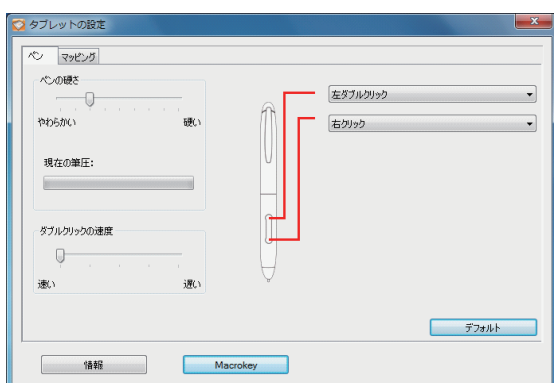 タブレットの設定
ペン
マッピング
ペンの硬さ
やわらかい
硬い
現在の筆圧:
ダブルクリックの速度
速い
遅い
左ダブルクリック
右クリック
デフォルト
情報
Macrokey